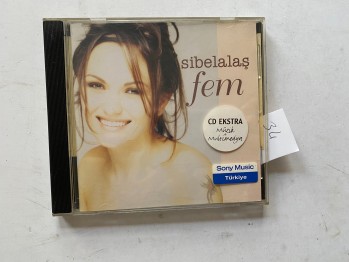 sibelalaş
fem
CD EKSTRA
Müzik
Multimedya
Sony Music
Türkiye
34